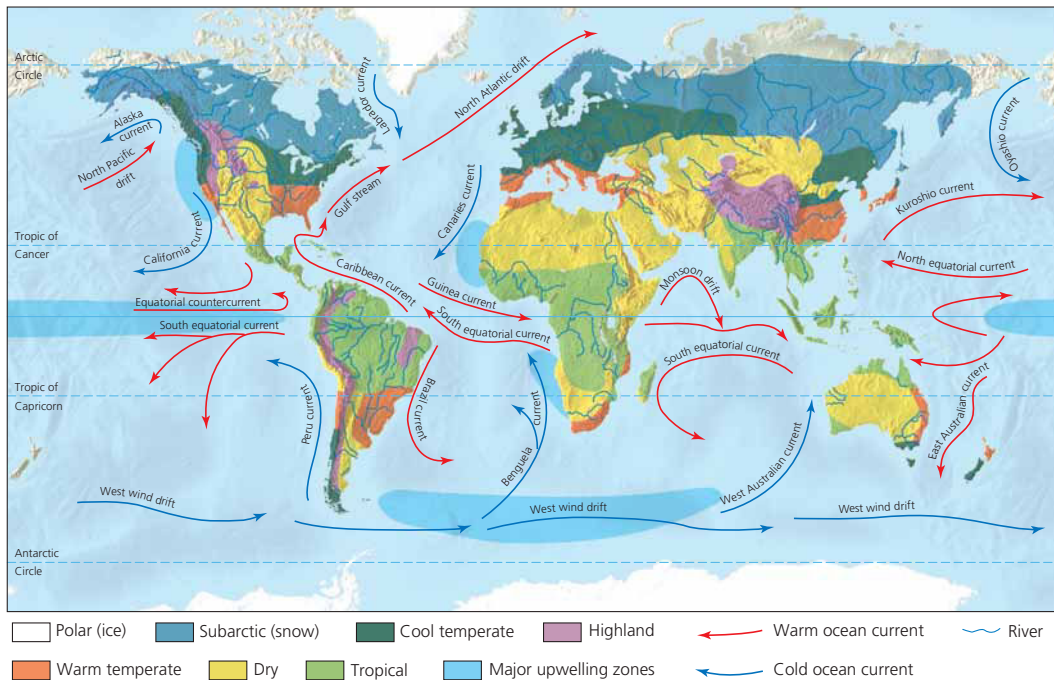 Arctic
Circle
Alaska
current
North Pacific
drift
Labrador current
North Atlantic drift
Oyashio current
Gulf stream
Canaries current
Kuroshio current
Tropic of
Cancer
California current
Caribbean current
Guinea current
Monsoon drift
North equatorial current
Equatorial countercurrent
South equatorial current
South equatorial current
South equatorial current
Tropic of
Capricorn
Peru current
Brazil current
Benguela
current
West Australian current
East Australian current
West wind drift
West wind drift
West wind drift
Antarctic
Circle
Polar (ice)
Subarctic (snow)
Cool temperate
Highland
Warm ocean current
River
Warm temperate
Dry
Tropical
Major upwelling zones
Cold ocean current